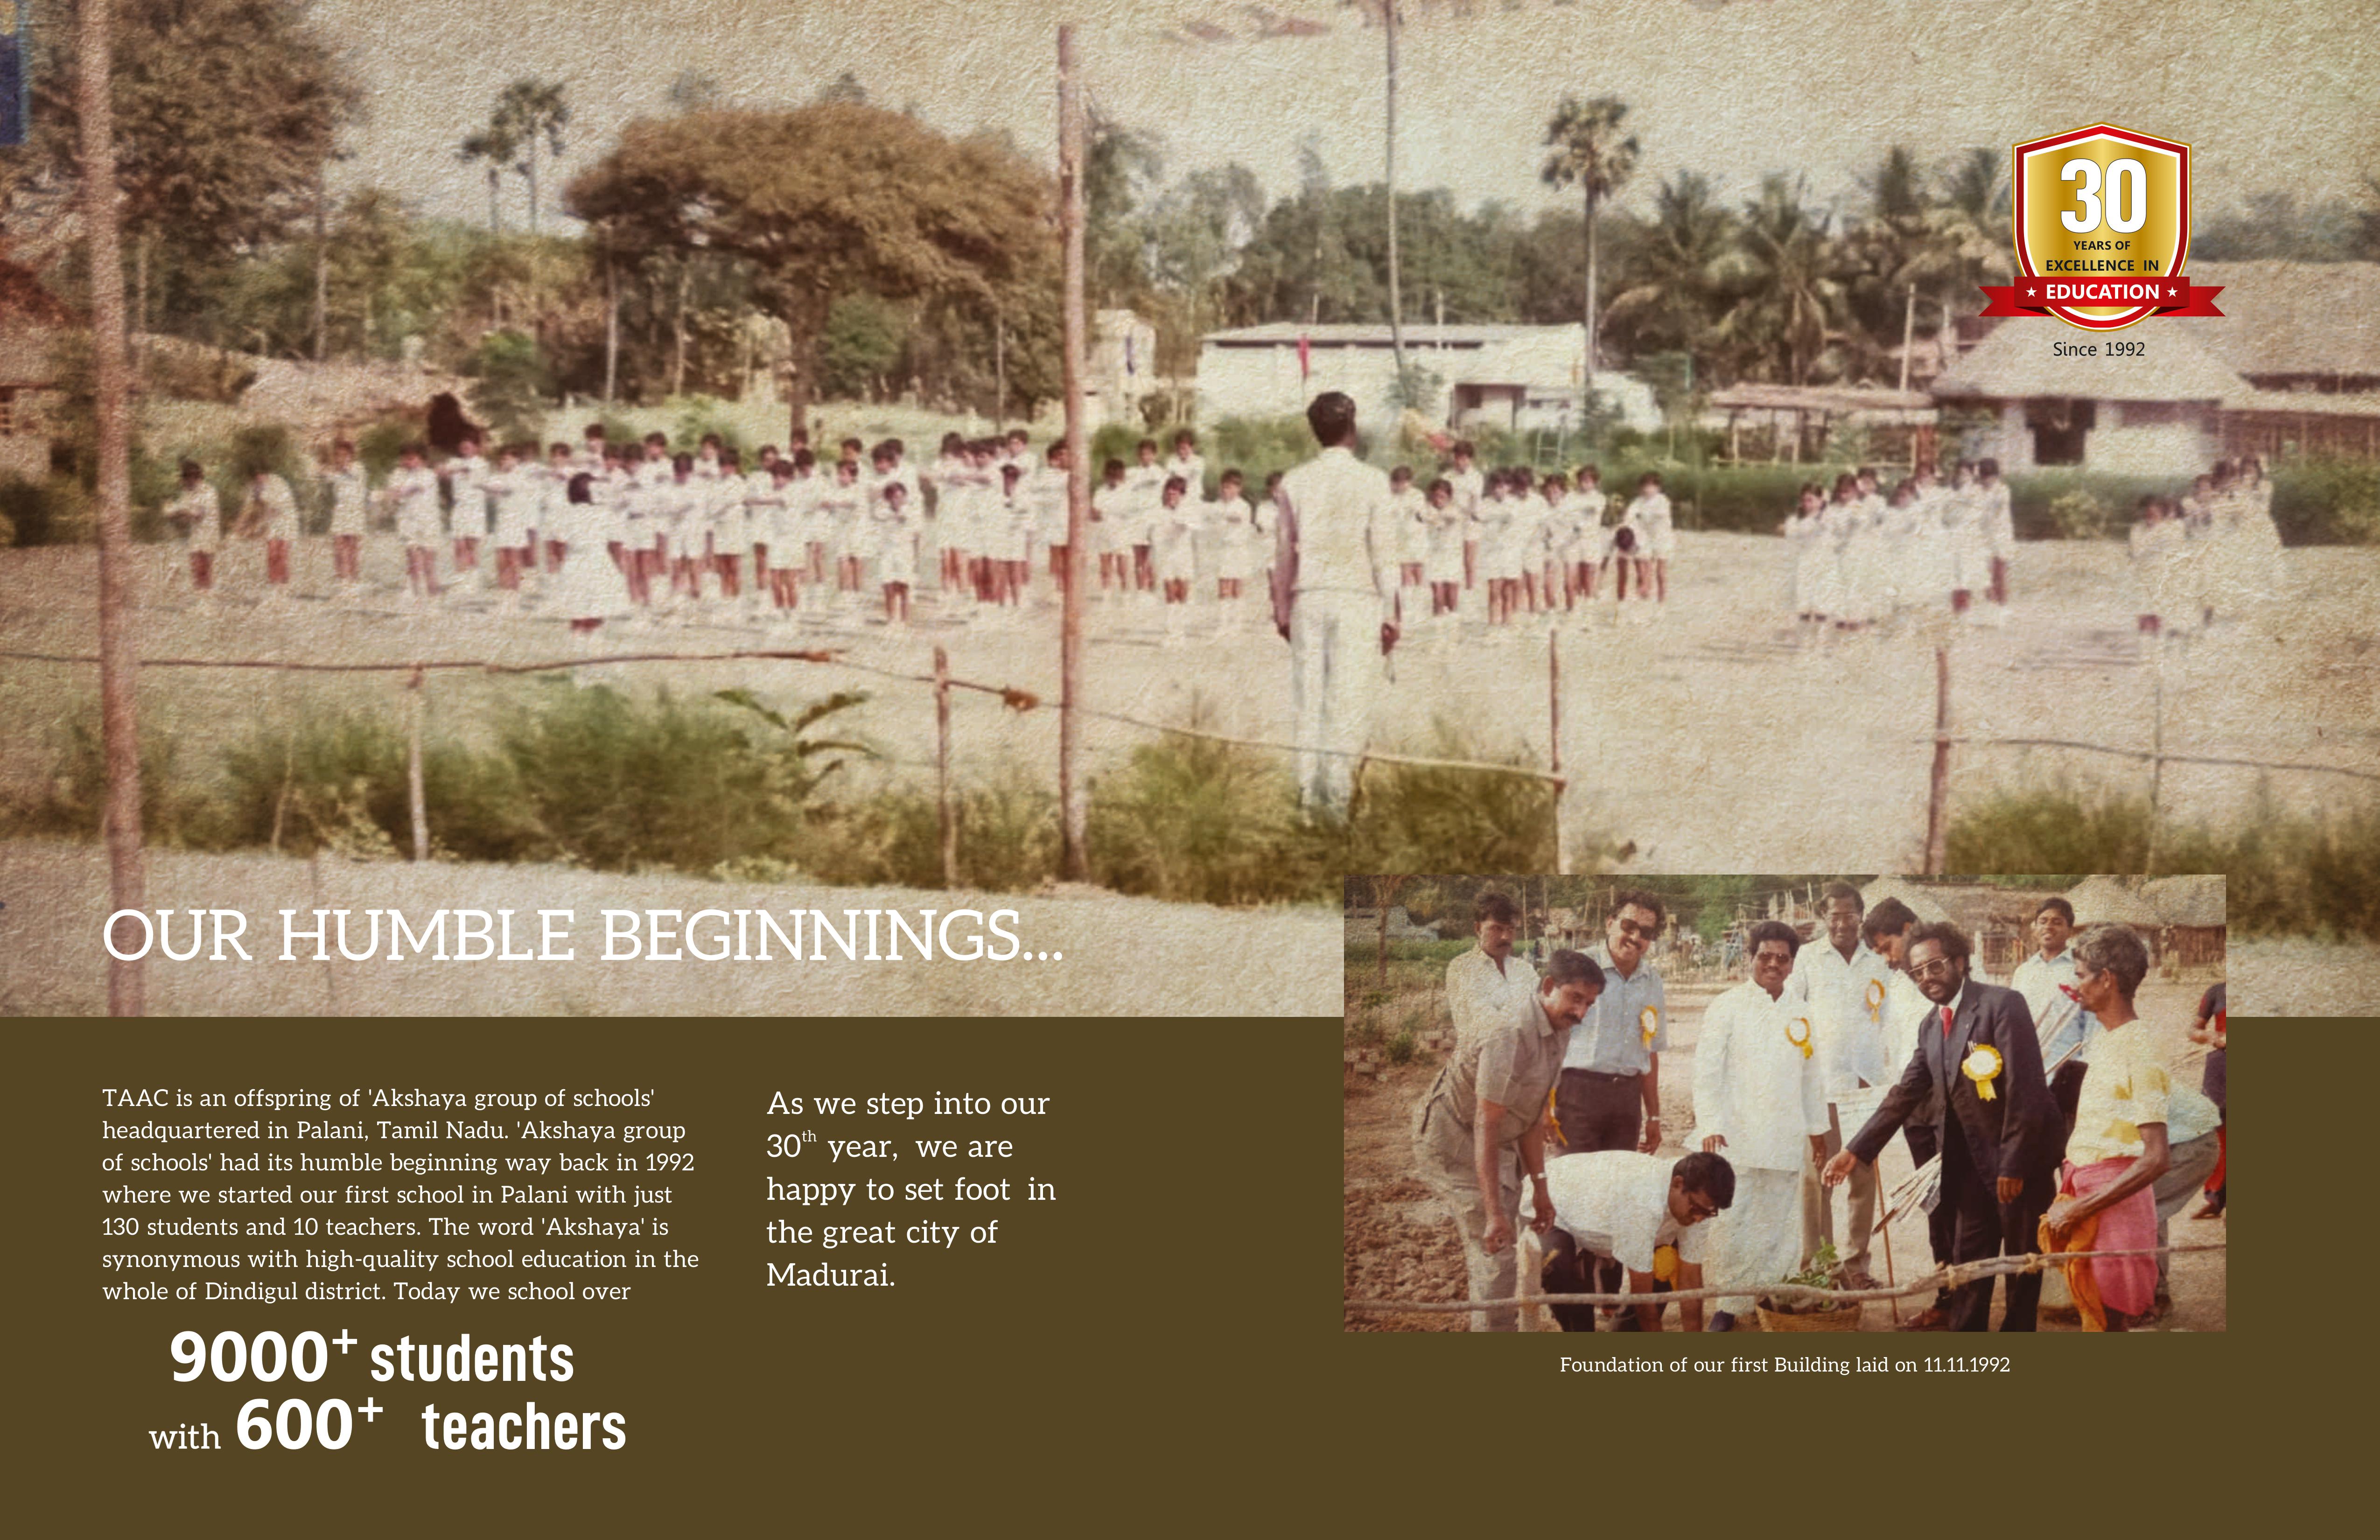 30
YEARS OF
EXCELLENCE IN
★ EDUCATION ★
Since 1992
OUR HUMBLE BEGINNINGS...
TAAC is an offspring of 'Akshaya group of schools'
headquartered in Palani, Tamil Nadu. 'Akshaya group
of schools' had its humble beginning way back in 1992
where we started our first school in Palani with just
130 students and 10 teachers. The word 'Akshaya' is
synonymous with high-quality school education in the
whole of Dindigul district. Today we school over
9000+ students
with 600+ teachers
As we step into our
30th year, we are
happy to set foot in
the great city of
Madurai.
Foundation of our first Building laid on 11.11.1992